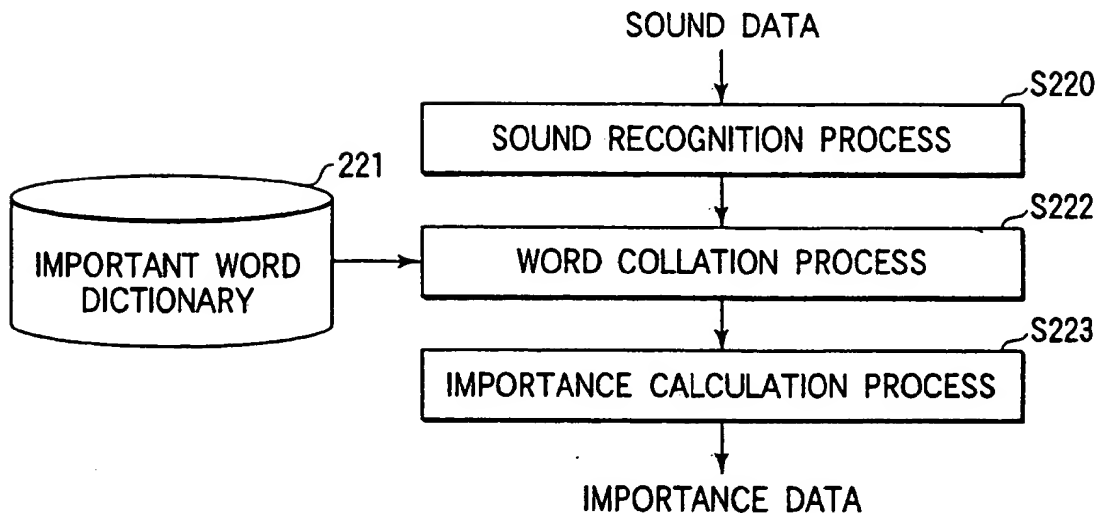 SOUND DATA
S220
SOUND RECOGNITION PROCESS
221
S222
IMPORTANT WORD
DICTIONARY
WORD COLLATION PROCESS
S223
IMPORTANCE CALCULATION PROCESS
IMPORTANCE DATA